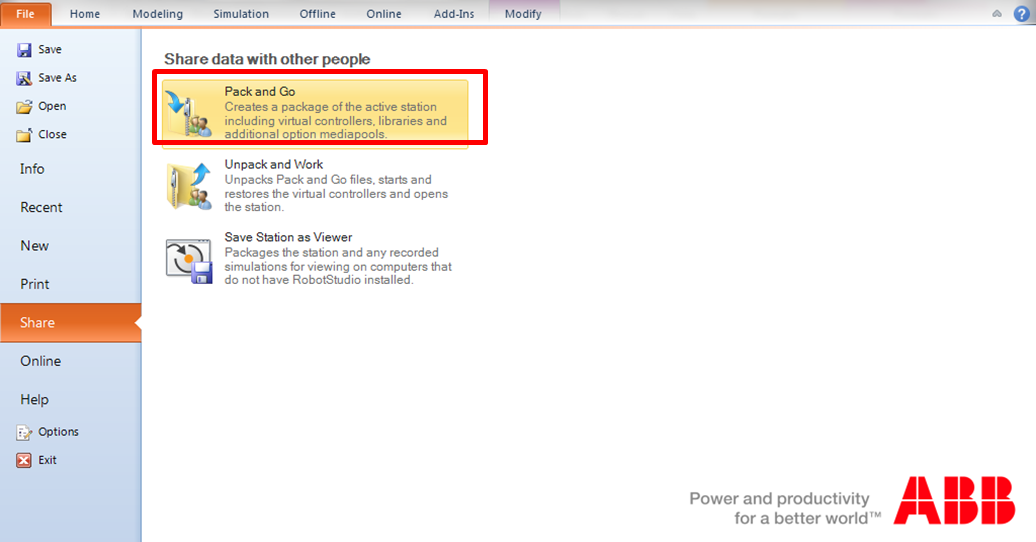 File Home Modeling Simulation Offline Online Add-Ins Modify
Save
Save As
Open
Close
Info
Recent
New
Print
Share
Online
Help
Options
Exit
Share data with other people
Pack and Go
Creates a package of the active station
including virtual controllers, libraries and
additional option mediapools.
Unpack and Work
Unpacks Pack and Go files, starts and
restores the virtual controllers and opens
the station.
Save Station as Viewer
Packages the station and any recorded
simulations for viewing on computers that
do not have RobotStudio installed.
Power and productivity
for a better world™
ABB